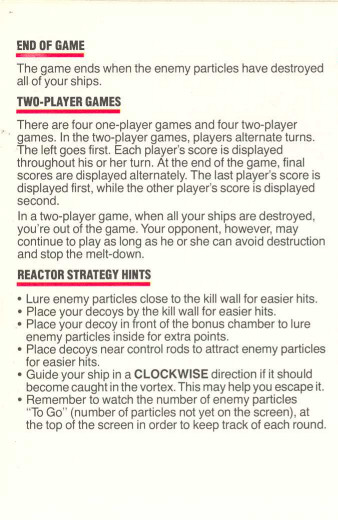 END OF GAME
The game ends when the enemy particles have destroyed
all of your ships.
TWO-PLAYER GAMES
There are four one-player games and four two-player
games. In the two-player games, players alternate turns.
The left goes first. Each player's score is displayed
throughout his or her turn. At the end of the game, final
scores are displayed alternately. The last player's score is
displayed first, while the other player's score is displayed
second.
In a two-player game, when all your ships are destroyed,
you're out of the game. Your opponent, however, may
continue to play as long as he or she can avoid destruction
and stop the melt-down.
REACTOR STRATEGY HINTS
• Lure enemy particles close to the kill wall for easier hits.
• Place your decoys by the kill wall for easier hits.
• Place your decoy in front of the bonus chamber to lure
enemy particles inside for extra points.
• Place decoys near control rods to attract enemy particles
for easier hits.
• Guide your ship in a CLOCKWISE direction if it should
become caught in the vortex. This may help you escape it.
• Remember to watch the number of enemy particles
"To Go" (number of particles not yet on the screen), at
the top of the screen in order to keep track of each round.